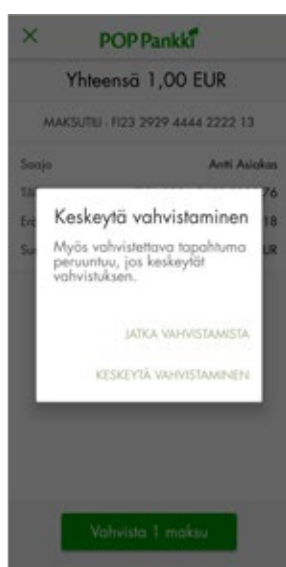 POP Pankki
Yhteensä 1,00 EUR
MAKSUTILI - FI23 2929 4444 2222 13
Saaja Antti Asiakas
76
18
EUR
Keskeytä vahvistaminen
Myös vahvistettava tapahtuma
peruuntuu, jos keskeytät
vahvistuksen.
JATKA VAHVISTAMISTA
KESKEYTÄ VAHVISTAMINEN
Vahvista 1 maksu